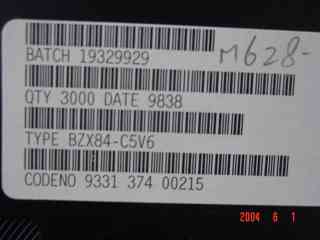 BATCH 19329929
M628-
QTY 3000 DATE 9838
TYPE BZX84-C5V6
CODENO 9331 374 00215
2004 6 1